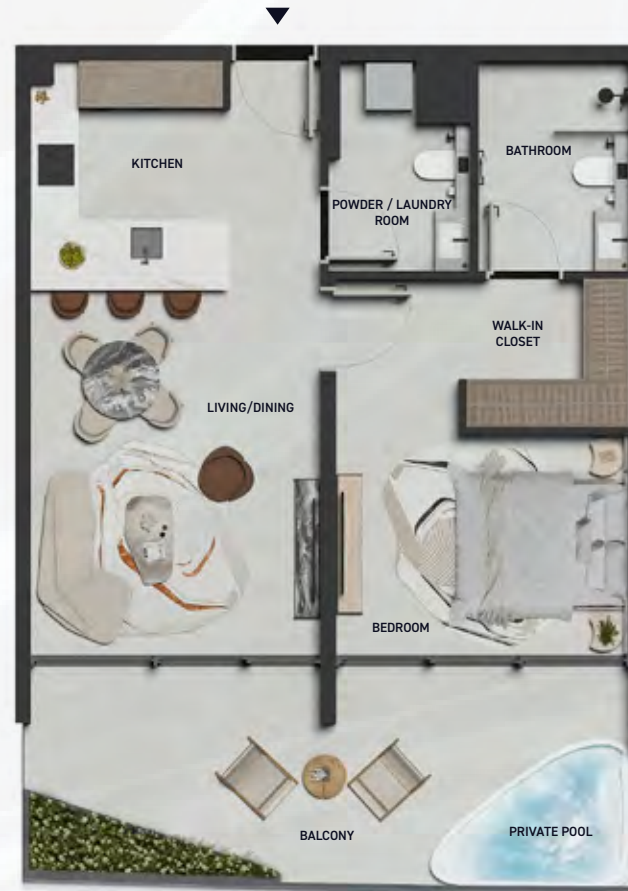 KITCHEN
BATHROOM
POWDER / LAUNDRY
ROOM
WALK-IN
CLOSET
LIVING/DINING
BEDROOM
BALCONY
PRIVATE POOL